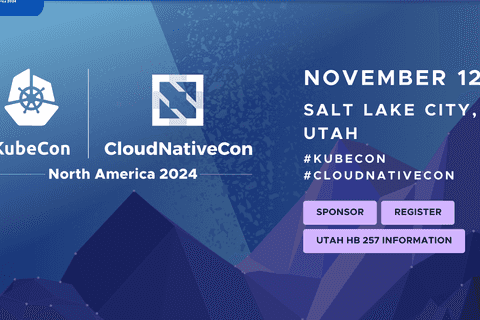 KubeCon
CloudNativeCon
North America 2024
NOVEMBER 12
SALT LAKE CITY,
UTAH
#KUBECON
#CLOUDNATIVECON
SPONSOR
REGISTER
UTAH HB 257 INFORMATION